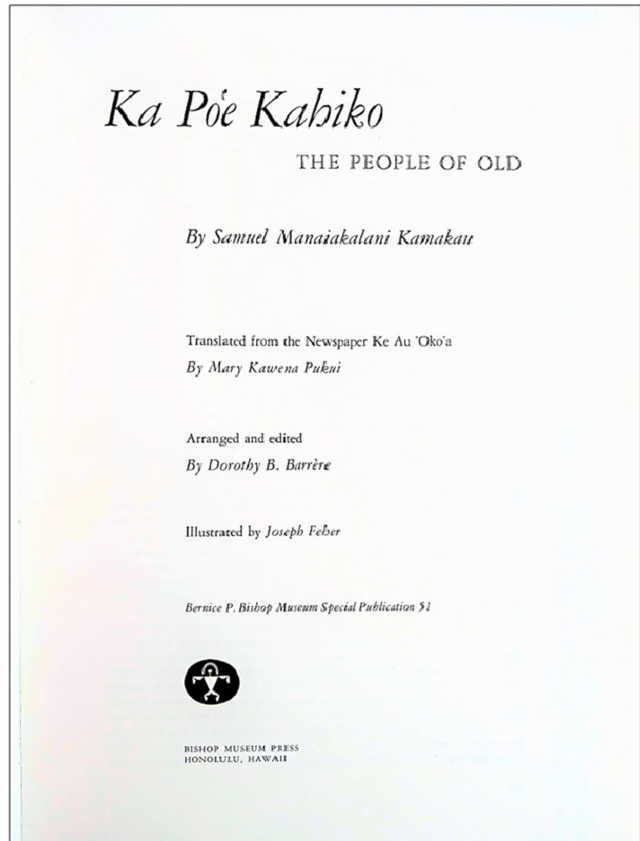 Ka Po'e Kahiko
THE PEOPLE OF OLD
By Samuel Manaiakalani Kamakau
Translated from the Newspaper Ke Au 'Oko'a
By Mary Kawena Pukui
Arranged and edited
By Dorothy B. Barrère
Illustrated by Joseph Feher
Bernice P. Bishop Museum Special Publication 51
BISHOP MUSEUM PRESS
HONOLULU, HAWAII